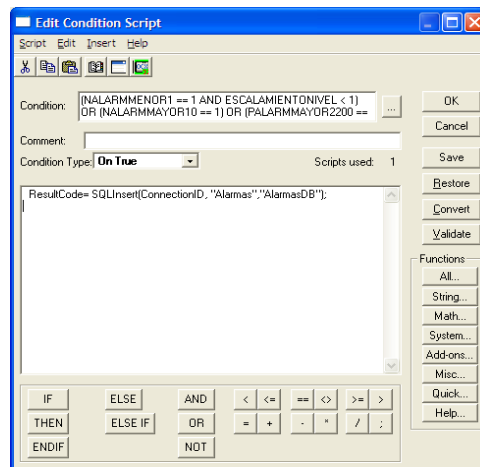 Edit Condition Script
Script Edit Insert Help
Condition: (NALARMMENOR1 == 1 AND ESCALAMIENTONIVEL < 1)
OR (NALARMMAYOR10 == 1) OR (PALARMMAYOR2200 ==
...
OK
Cancel
Comment:
Condition Type: On True Scripts used: 1
Save
Restore
Convert
Validate
ResultCode= SQLInsert(ConnectionID, "Alarmas","AlarmasDB");
Functions
All...
String...
Math...
System...
Add-ons...
Misc...
Quick...
Help...
IF ELSE AND < <= == <> >= >
THEN ELSE IF OR = + - * / ;
ENDIF NOT